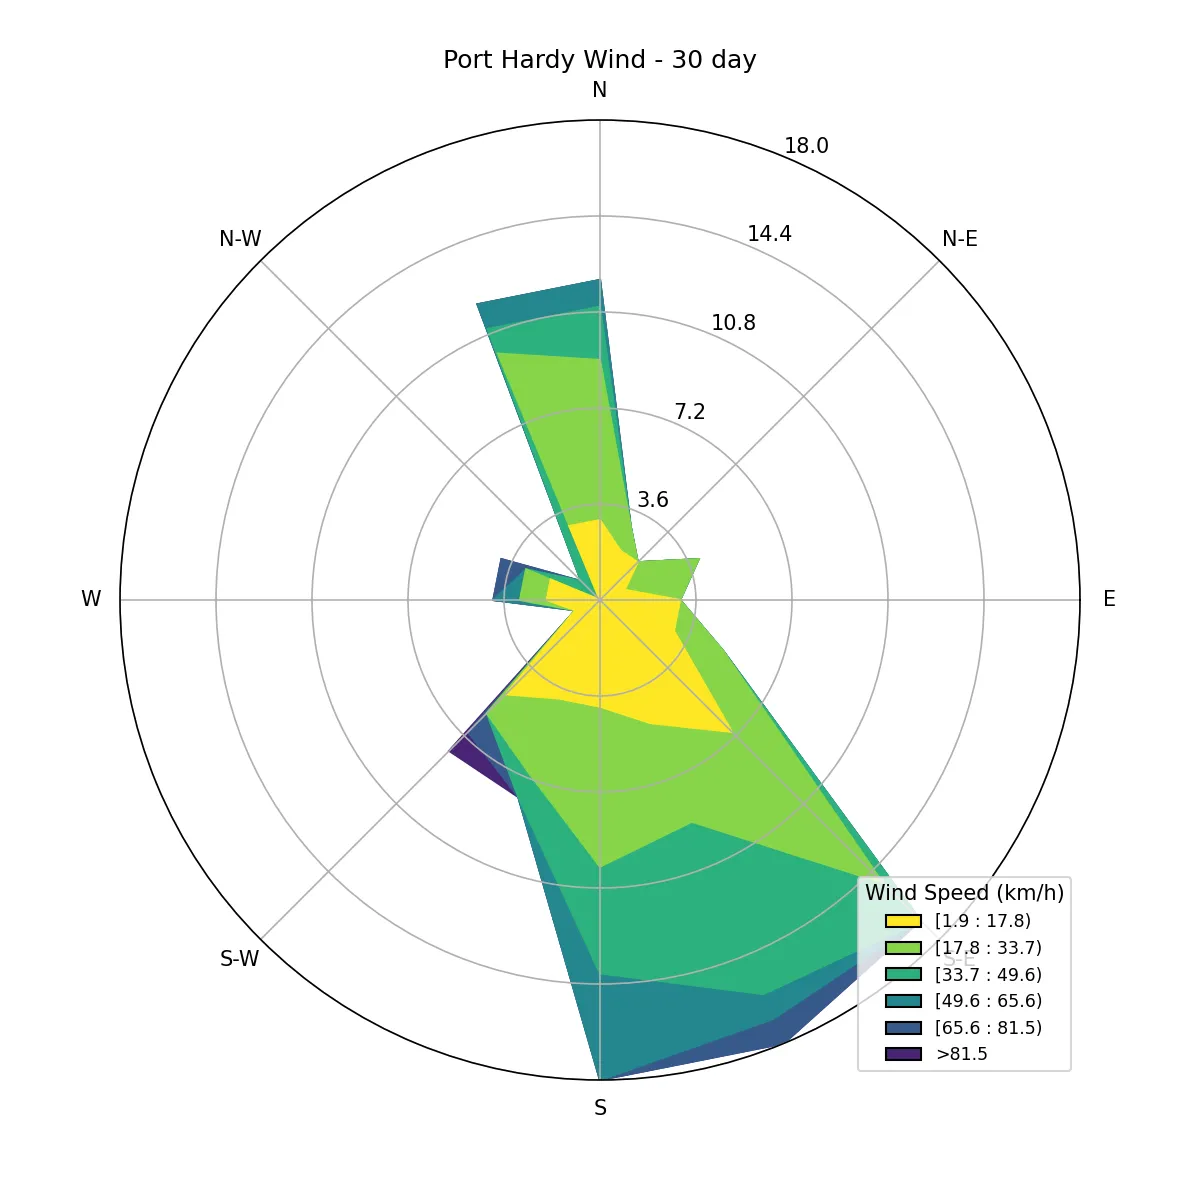 Port Hardy Wind - 30 day
N
18.0
14.4
N-W
N-E
10.8
7.2
3.6
W
E
Wind Speed (km/h)
[1.9 : 17.8)
[17.8 : 33.7)
S-W
S-E
[33.7 : 49.6)
[49.6 : 65.6)
[65.6 : 81.5)
>81.5
S